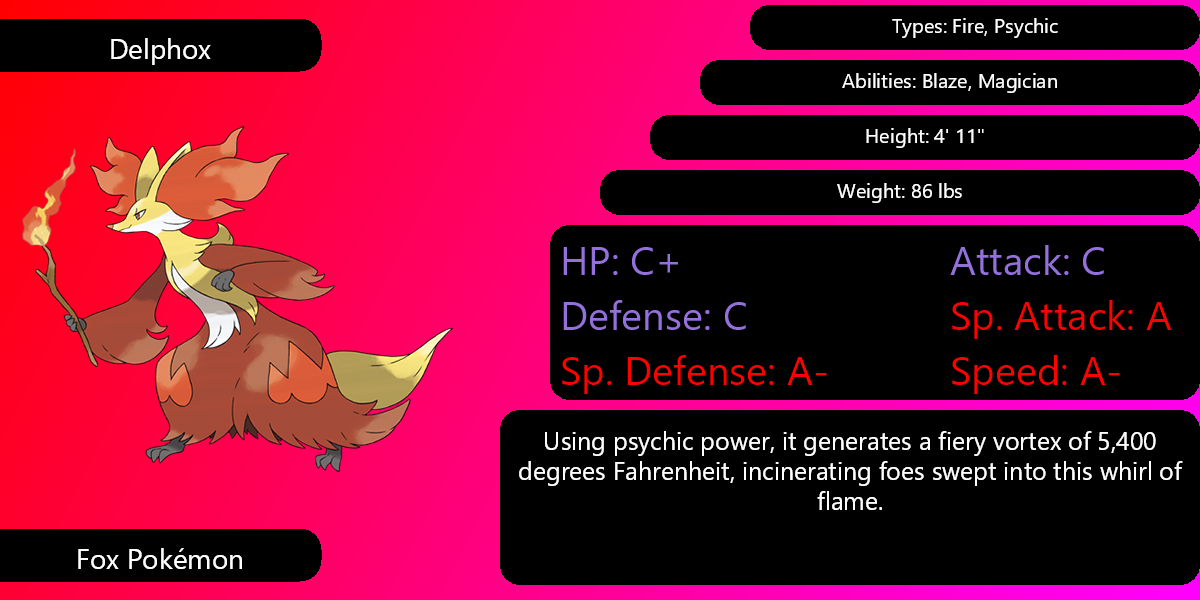 Delphox
Types: Fire, Psychic
Abilities: Blaze, Magician
Height: 4' 11"
Weight: 86 lbs
HP: C+
Attack: C
Defense: C
Sp. Attack: A
Sp. Defense: A-
Speed: A-
Using psychic power, it generates a fiery vortex of 5,400
degrees Fahrenheit, incinerating foes swept into this whirl of
flame.
Fox Pokémon